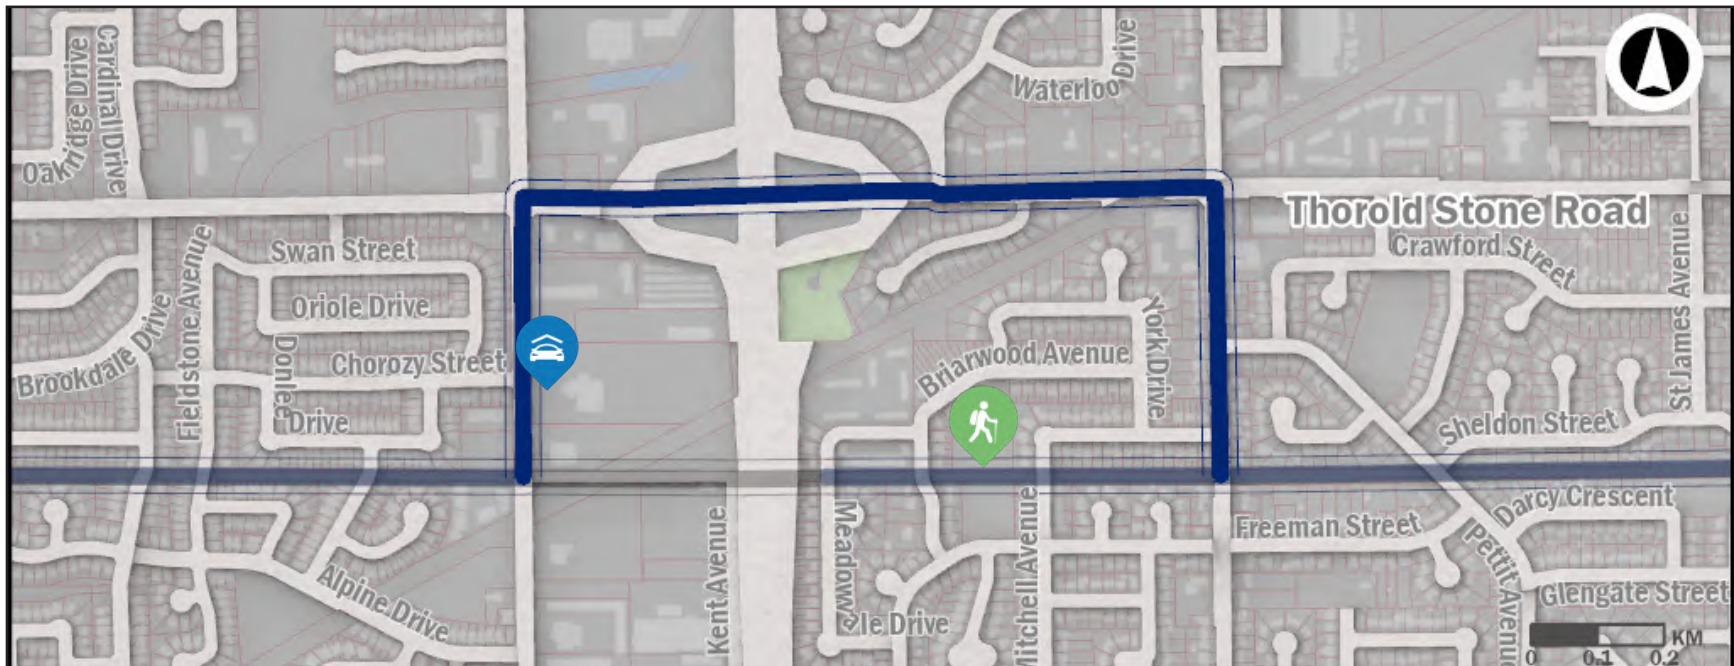 Oakridge Drive
Cardinal Drive
Waterloo
Drive
Thorold Stone Road
Swan Street
Crawford Street
Fieldstone Avenue
St James Avenue
Oriole Drive
York Drive
Brookdale Drive
Donlee
Drive
Chorozy Street
Briarwood Avenue
Sheldon Street
Darcy Crescent
Freeman Street
Meadow
le Drive
Mitchell Avenue
Kent Avenue
Pettit Avenue
Alpine Drive
Glengate Street
KM
0 0.1 0.2